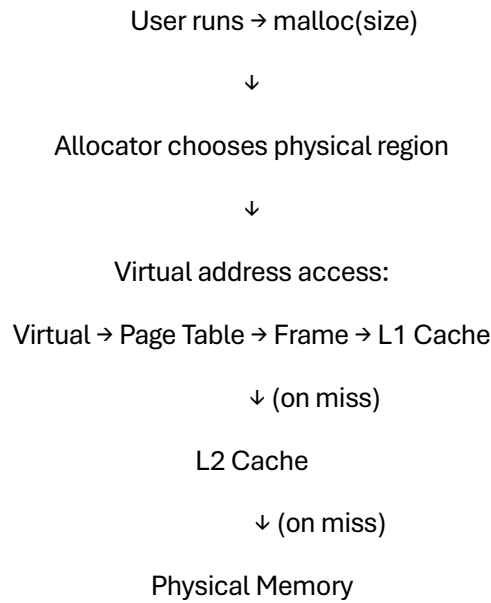 User runs → malloc(size)
↓
Allocator chooses physical region
↓
Virtual address access:
Virtual → Page Table → Frame → L1 Cache
↓ (on miss)
L2 Cache
↓ (on miss)
Physical Memory